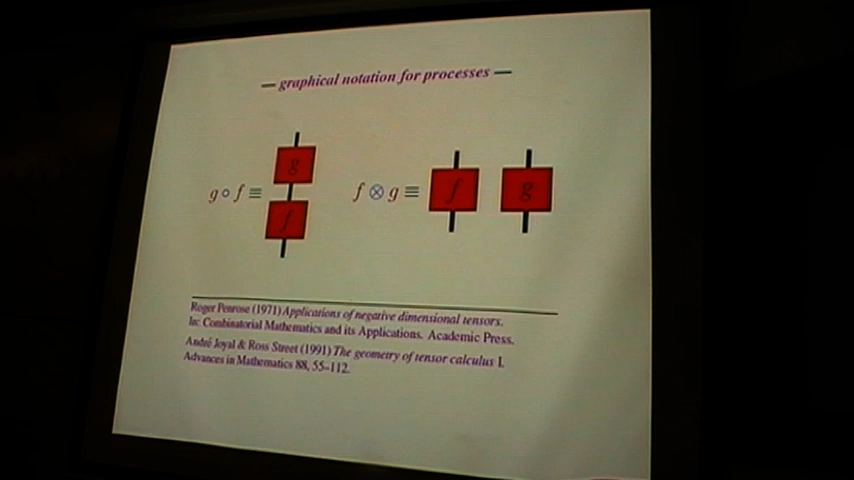 — graphical notation for processes —
g
g ∘ f ≡
f
f ⊗ g ≡
f
g
Roger Penrose (1971) Applications of negative dimensional tensors.
In: Combinatorial Mathematics and its Applications. Academic Press.
André Joyal & Ross Street (1991) The geometry of tensor calculus I.
Advances in Mathematics 88, 55–112.